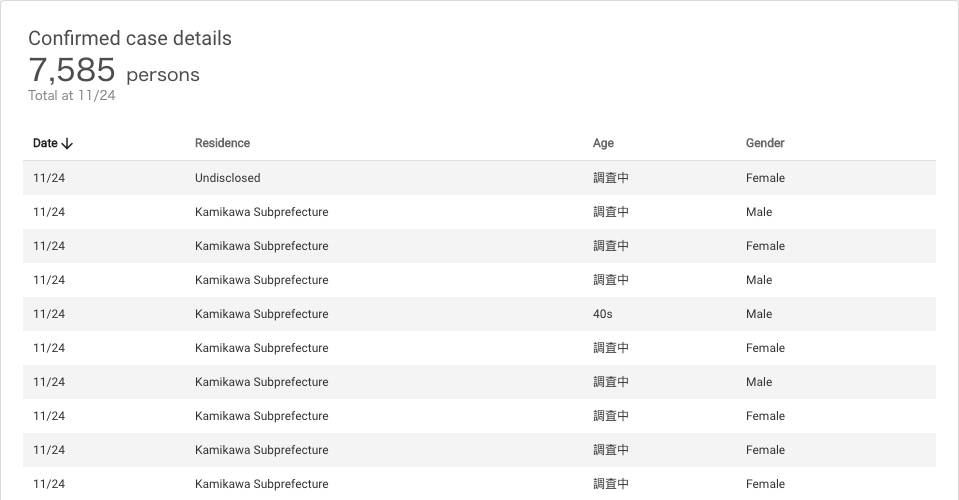 Confirmed case details
7,585 persons
Total at 11/24
Date Residence Age Gender
11/24 Undisclosed 調査中 Female
11/24 Kamikawa Subprefecture 調査中 Male
11/24 Kamikawa Subprefecture 調査中 Female
11/24 Kamikawa Subprefecture 調査中 Male
11/24 Kamikawa Subprefecture 40s Male
11/24 Kamikawa Subprefecture 調査中 Female
11/24 Kamikawa Subprefecture 調査中 Male
11/24 Kamikawa Subprefecture 調査中 Female
11/24 Kamikawa Subprefecture 調査中 Female
11/24 Kamikawa Subprefecture 調査中 Female